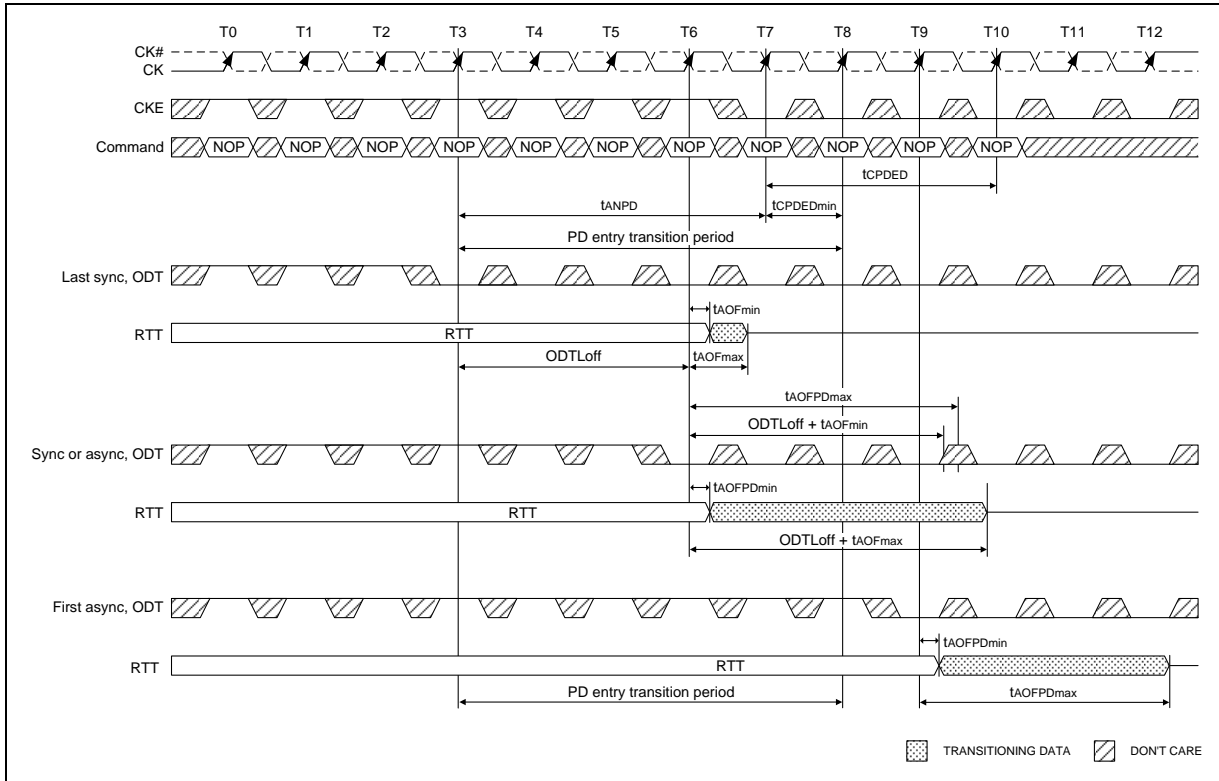 T0 T1 T2 T3 T4 T5 T6 T7 T8 T9 T10 T11 T12
CK#
CK
CKE
Command NOP NOP NOP NOP NOP NOP NOP NOP NOP NOP NOP
tCPDED
tANPD tCPDEDmin
PD entry transition period
Last sync, ODT
tAOFmin
RTT RTT
ODTLoff tAOFmax
tAOFPDmax
ODTLoff + tAOFmin
Sync or async, ODT
tAOFPDmin
RTT RTT
ODTLoff + tAOFmax
First async, ODT
tAOFPDmin
RTT RTT
PD entry transition period tAOFPDmax
TRANSITIONING DATA DON'T CARE